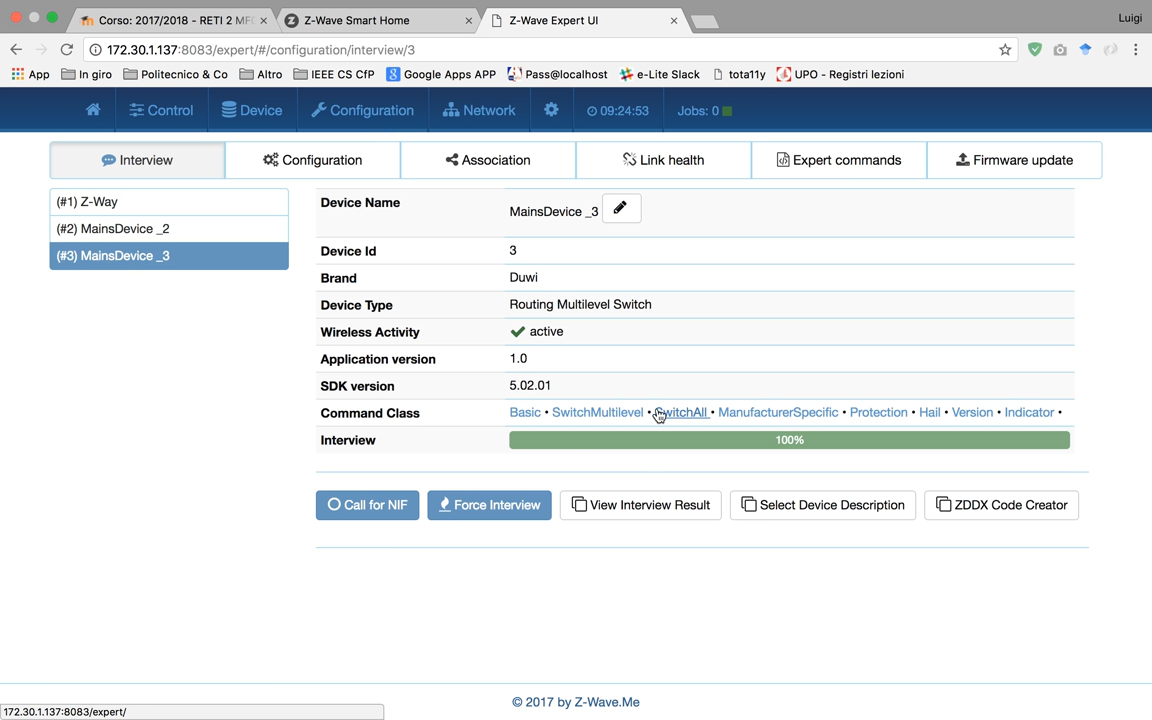 Corso: 2017/2018 - RETI 2 MFC
Z-Wave Smart Home
Z-Wave Expert UI
Luigi
172.30.1.137:8083/expert/#/configuration/interview/3
App In giro Politecnico & Co Altro IEEE CS CfP Google Apps APP Pass@localhost e-Lite Slack tota11y UPO - Registri lezioni
Control Device Configuration Network 09:24:53 Jobs: 0
Interview Configuration Association Link health Expert commands Firmware update
(#1) Z-Way
(#2) MainsDevice _2
(#3) MainsDevice _3
Device Name MainsDevice _3
Device Id 3
Brand Duwi
Device Type Routing Multilevel Switch
Wireless Activity active
Application version 1.0
SDK version 5.02.01
Command Class Basic • SwitchMultilevel • SwitchAll • ManufacturerSpecific • Protection • Hail • Version • Indicator •
Interview 100%
Call for NIF Force Interview View Interview Result Select Device Description ZDDX Code Creator
© 2017 by Z-Wave.Me
172.30.1.137:8083/expert/